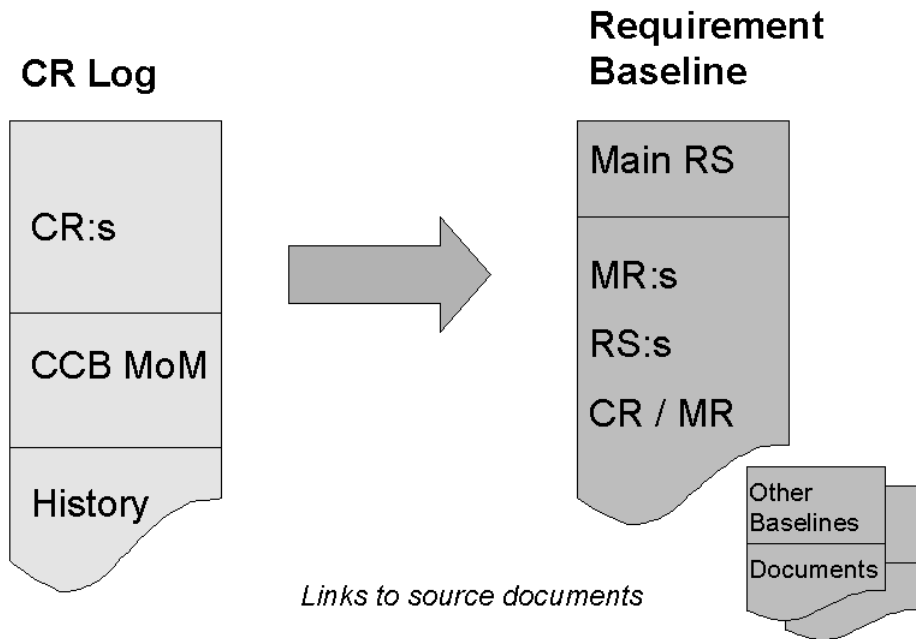 CR Log
CR:s
CCB MoM
History
Requirement
Baseline
Main RS
MR:s
RS:s
CR / MR
Other
Baselines
Documents
Links to source documents